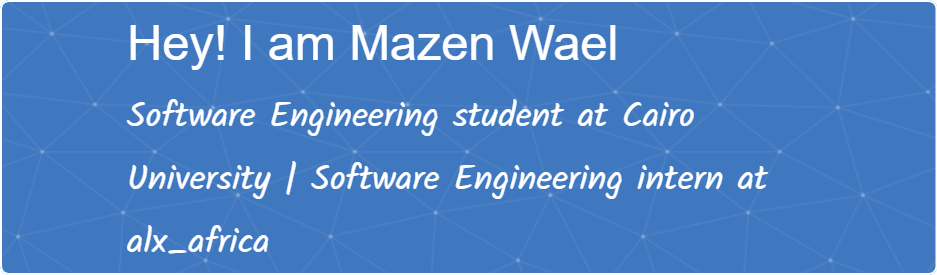 Hey! I am Mazen Wael
Software Engineering student at Cairo
University | Software Engineering intern at
alx_africa